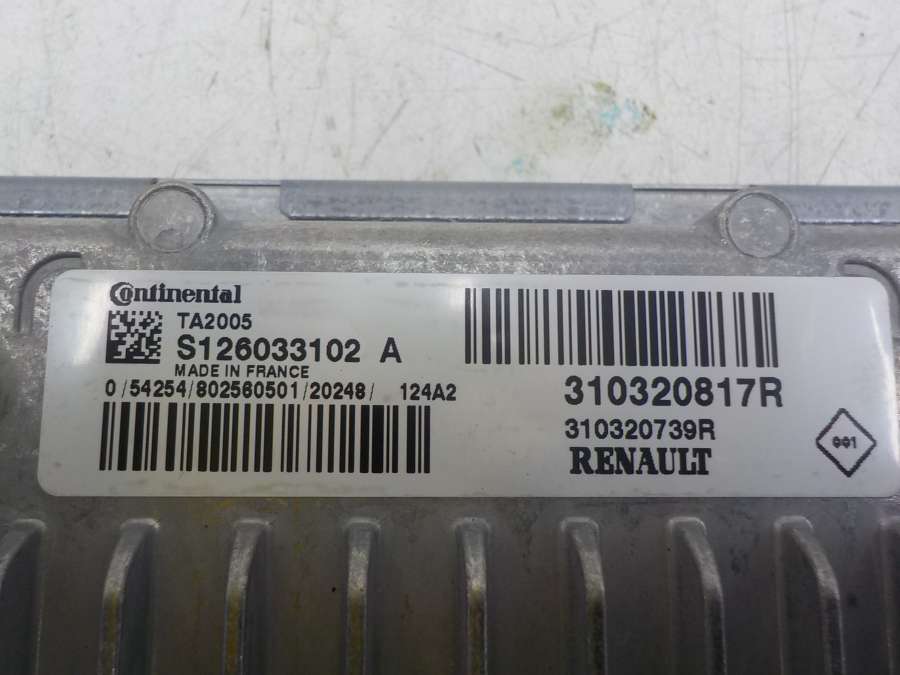 Continental
TA2005
S126033102 A
MADE IN FRANCE
0/54254/802560501/20248/ 124A2
310320817R
310320739R
RENAULT
001